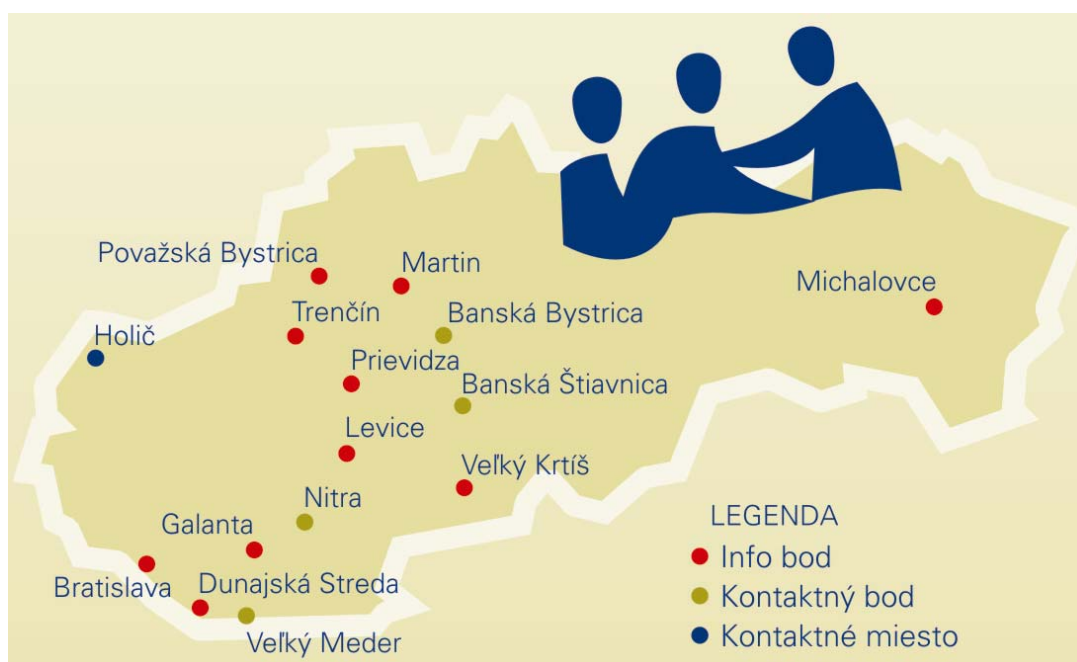 Považská Bystrica
Martin
Michalovce
Trenčín
Banská Bystrica
Holič
Prievidza
Banská Štiavnica
Levice
Veľký Krtíš
Nitra
Galanta
Bratislava
Dunajská Streda
Veľký Meder
LEGENDA
Info bod
Kontaktný bod
Kontaktné miesto